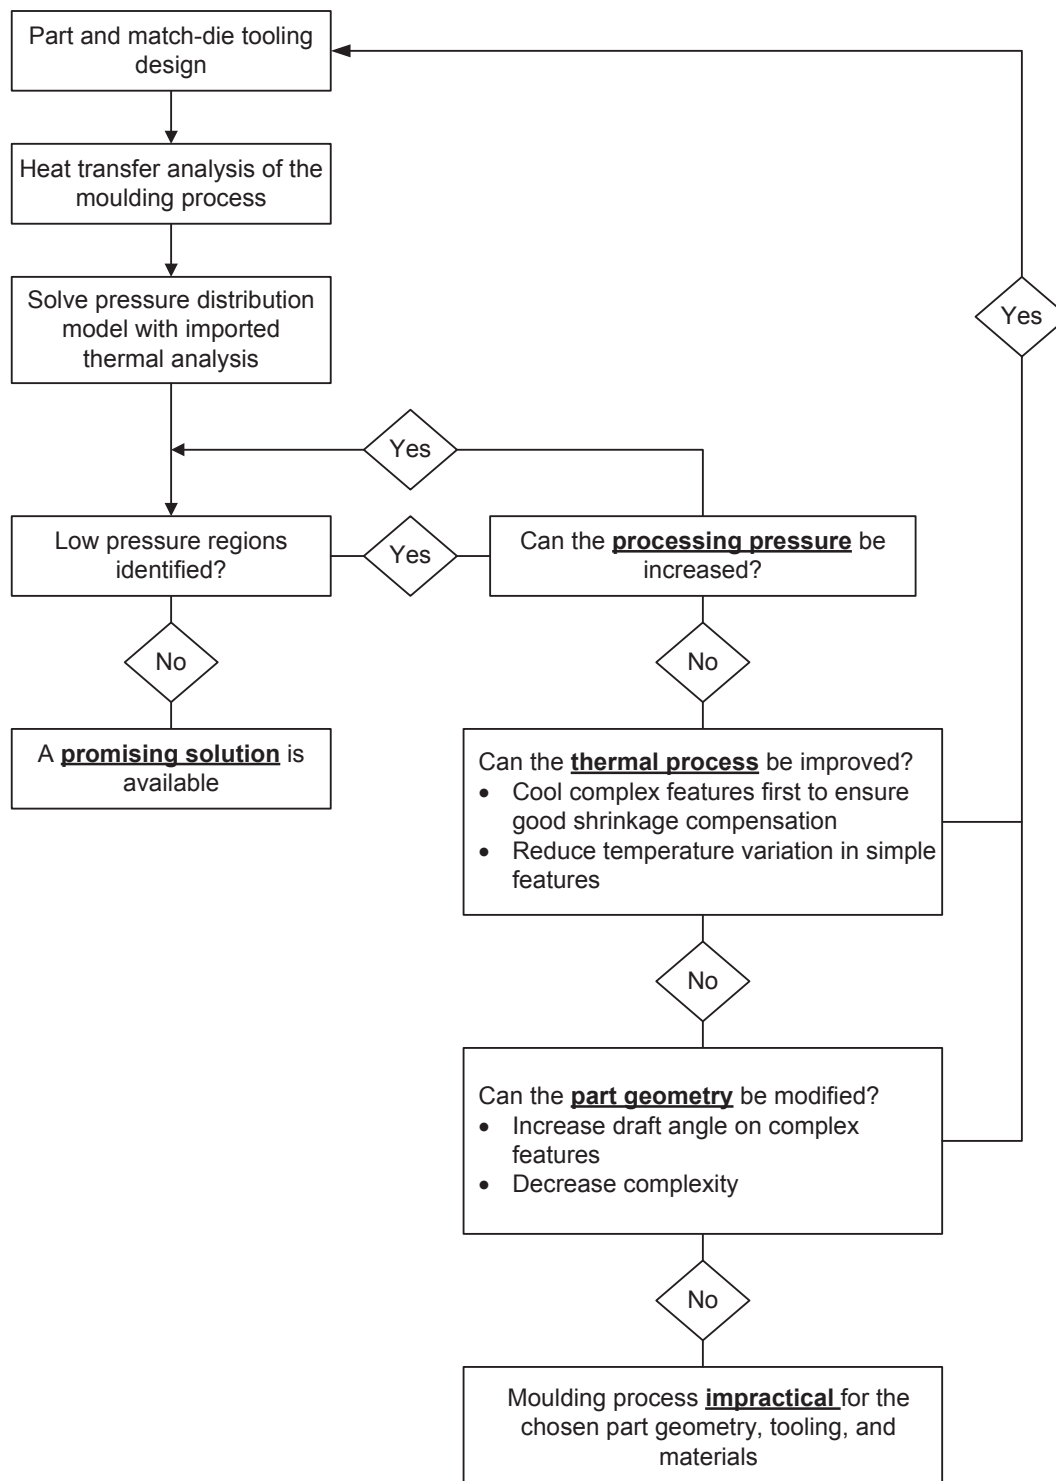 Part and match-die tooling
design
Heat transfer analysis of the
moulding process
Solve pressure distribution
model with imported
thermal analysis
Yes
Yes
Low pressure regions
identified?
Yes
Can the processing pressure be
increased?
No
No
A promising solution is
available
Can the thermal process be improved?
• Cool complex features first to ensure
good shrinkage compensation
• Reduce temperature variation in simple
features
No
Can the part geometry be modified?
• Increase draft angle on complex
features
• Decrease complexity
No
Moulding process impractical for the
chosen part geometry, tooling, and
materials